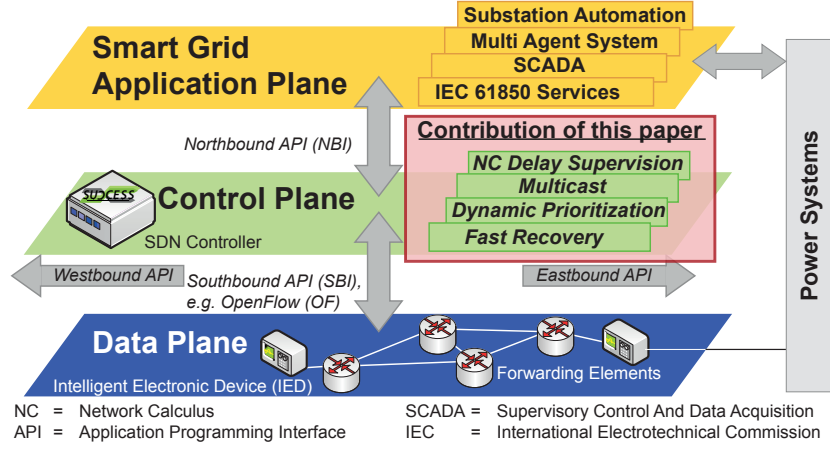 Smart Grid
Application Plane
Substation Automation
Multi Agent System
SCADA
IEC 61850 Services
Northbound API (NBI)
Contribution of this paper
NC Delay Supervision
Multicast
Dynamic Prioritization
Fast Recovery
SUCCESS
Control Plane
SDN Controller
Westbound API
Southbound API (SBI),
e.g. OpenFlow (OF)
Eastbound API
Power Systems
Data Plane
Intelligent Electronic Device (IED)
Forwarding Elements
NC = Network Calculus
API = Application Programming Interface
SCADA = Supervisory Control And Data Acquisition
IEC = International Electrotechnical Commission